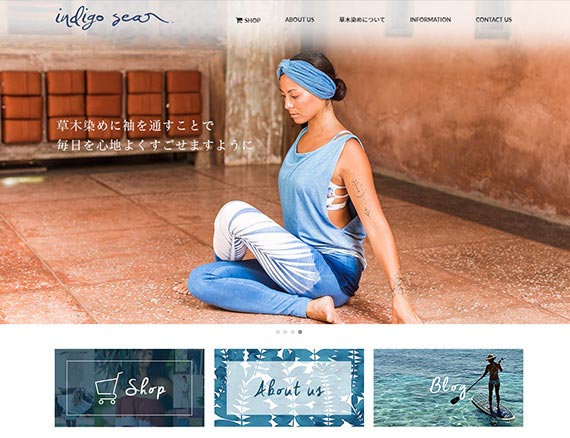 indigo sea
SHOP
ABOUT US
草木染めについて
INFORMATION
CONTACT US
草木染めに袖を通すことで
毎日を心地よくすごせますように
Shop
About us
Blog